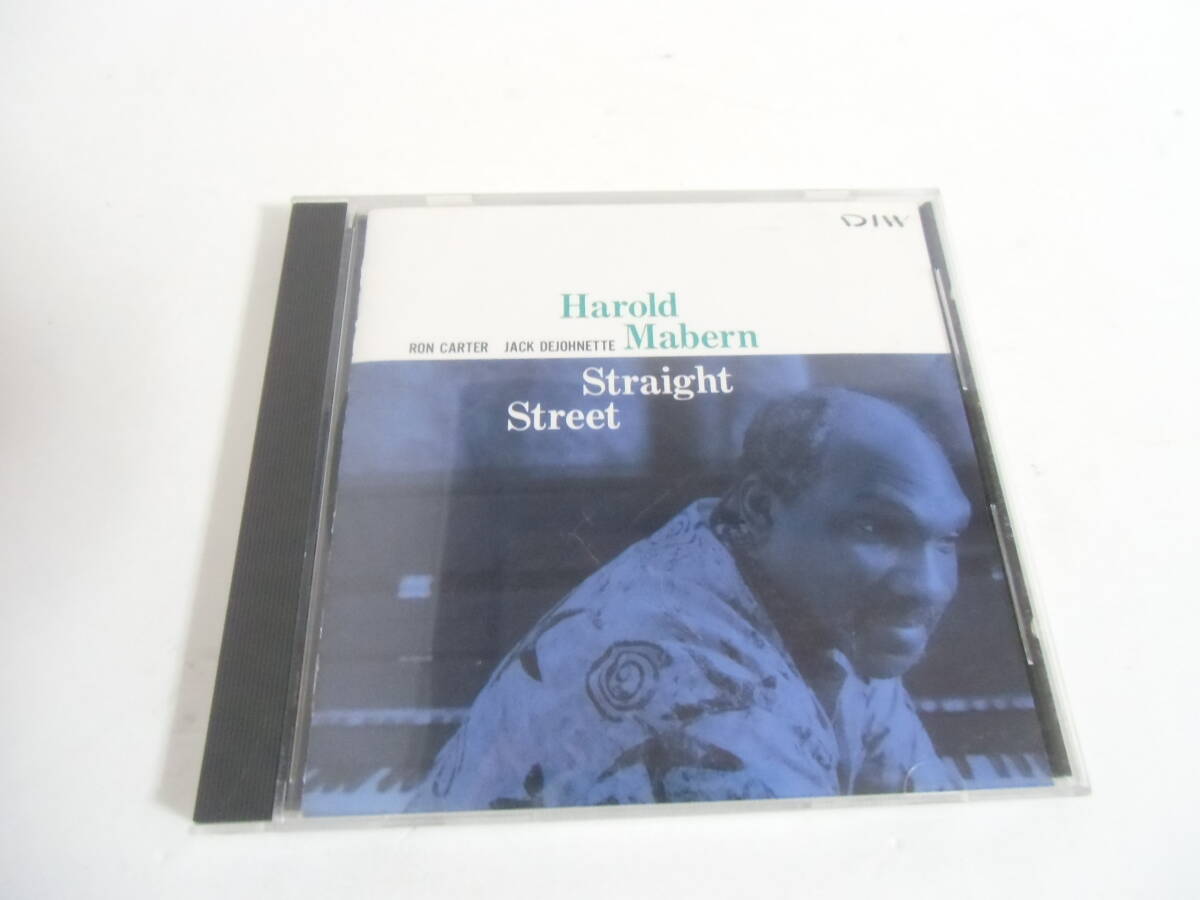 DIW
Harold
RON CARTER JACK DEJOHNETTE Mabern
Straight
Street